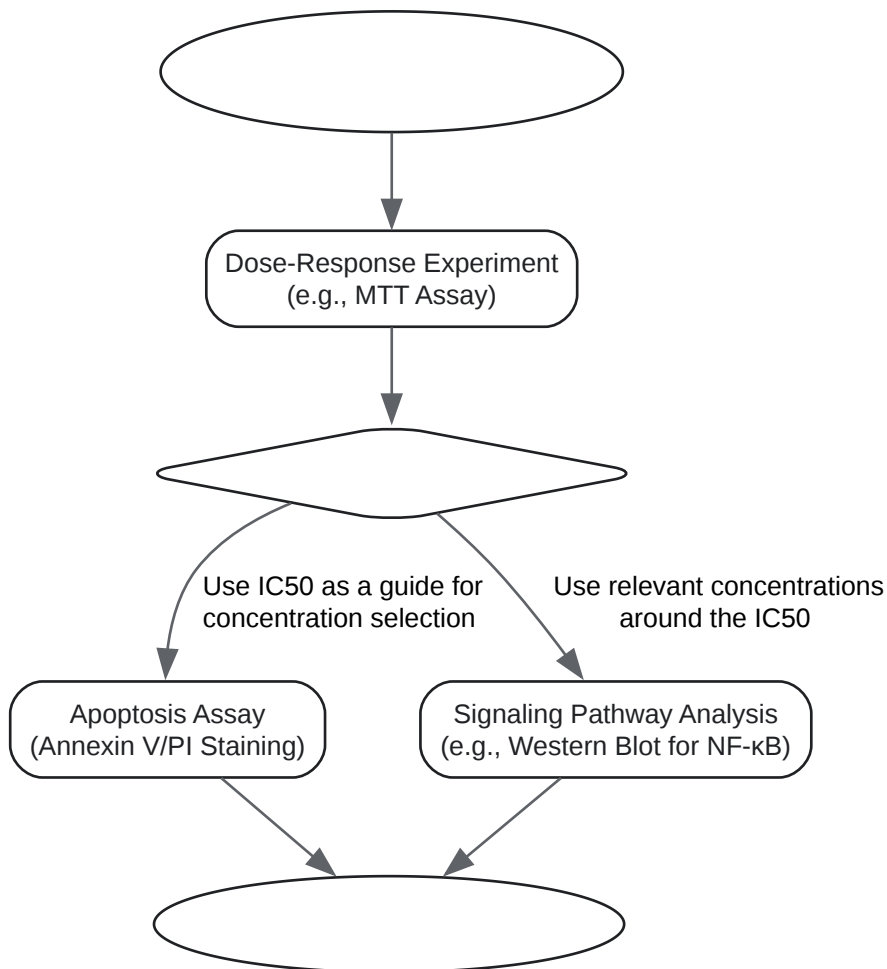 Dose-Response Experiment
(e.g., MTT Assay)
Use IC50 as a guide for
concentration selection
Use relevant concentrations
around the IC50
Apoptosis Assay
(Annexin V/PI Staining)
Signaling Pathway Analysis
(e.g., Western Blot for NF-κB)